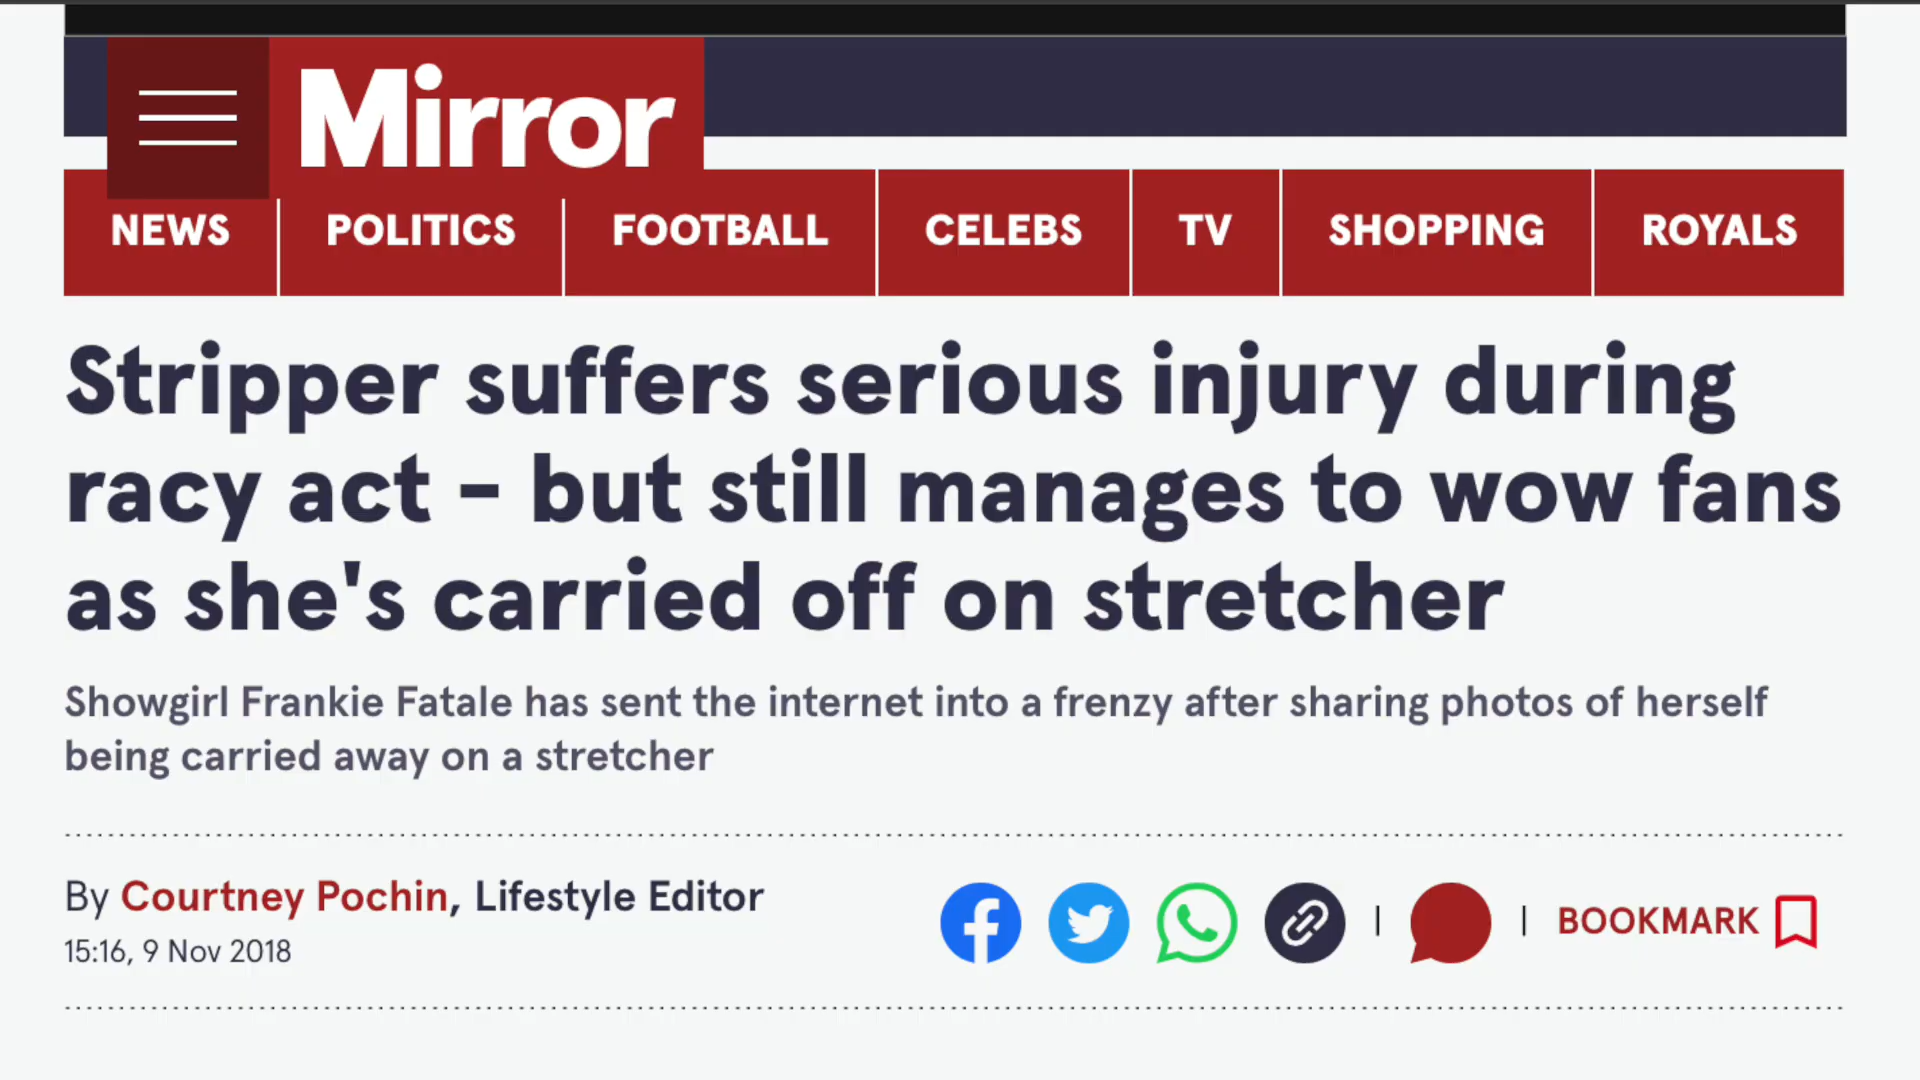 Mirror
NEWS POLITICS FOOTBALL CELEBS TV SHOPPING ROYALS
Stripper suffers serious injury during
racy act – but still manages to wow fans
as she's carried off on stretcher
Showgirl Frankie Fatale has sent the internet into a frenzy after sharing photos of herself
being carried away on a stretcher
By Courtney Pochin, Lifestyle Editor
15:16, 9 Nov 2018
BOOKMARK